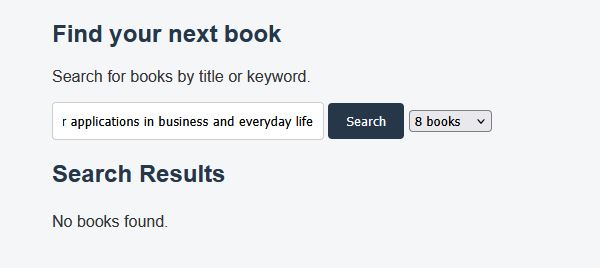 Find your next book
Search for books by title or keyword.
r applications in business and everyday life Search 8 books
Search Results
No books found.